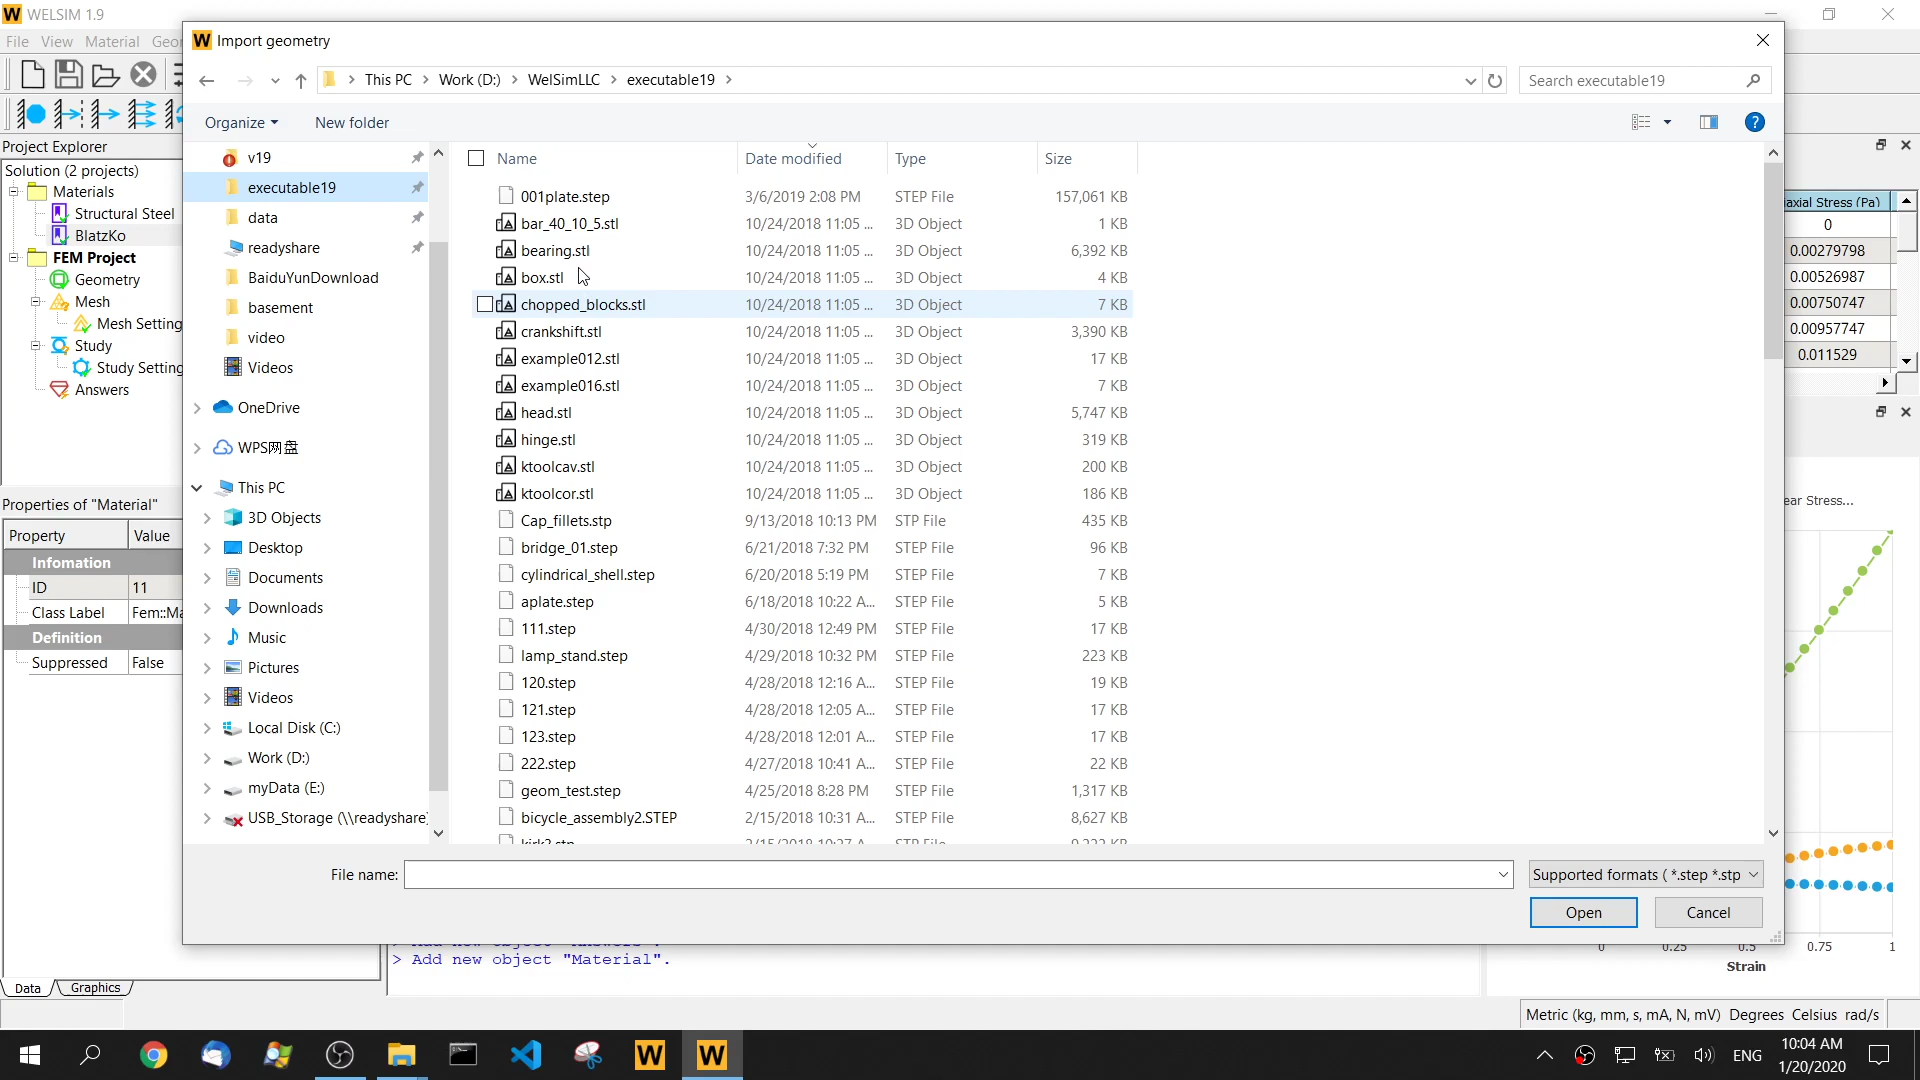 WELSIM 1.9
File View Material Geor
Import geometry
This PC > Work (D:) > WelSimLLC > executable19 >
Search executable19
Organize
New folder
Project Explorer
Solution (2 projects)
Materials
Structural Steel
BlatzKo
FEM Project
Geometry
Mesh
Mesh Setting
Study
Study Setting
Answers
Properties of "Material"
Property Value
Infomation
ID 11
Class Label Fem::Ma
Definition
Suppressed False
Data Graphics
v19
executable19
data
readyshare
BaiduYunDownload
basement
video
Videos
OneDrive
WPS网盘
This PC
3D Objects
Desktop
Documents
Downloads
Music
Pictures
Videos
Local Disk (C:)
Work (D:)
myData (E:)
USB_Storage (\\readyshare)
Name Date modified Type Size
001plate.step 3/6/2019 2:08 PM STEP File 157,061 KB
bar_40_10_5.stl 10/24/2018 11:05 ... 3D Object 1 KB
bearing.stl 10/24/2018 11:05 ... 3D Object 6,392 KB
box.stl 10/24/2018 11:05 ... 3D Object 4 KB
chopped_blocks.stl 10/24/2018 11:05 ... 3D Object 7 KB
crankshift.stl 10/24/2018 11:05 ... 3D Object 3,390 KB
example012.stl 10/24/2018 11:05 ... 3D Object 17 KB
example016.stl 10/24/2018 11:05 ... 3D Object 7 KB
head.stl 10/24/2018 11:05 ... 3D Object 5,747 KB
hinge.stl 10/24/2018 11:05 ... 3D Object 319 KB
ktoolcav.stl 10/24/2018 11:05 ... 3D Object 200 KB
ktoolcor.stl 10/24/2018 11:05 ... 3D Object 186 KB
Cap_fillets.stp 9/13/2018 10:13 PM STP File 435 KB
bridge_01.step 6/21/2018 7:32 PM STEP File 96 KB
cylindrical_shell.step 6/20/2018 5:19 PM STEP File 7 KB
aplate.step 6/18/2018 10:22 A... STEP File 5 KB
111.step 4/30/2018 12:49 PM STEP File 17 KB
lamp_stand.step 4/29/2018 10:32 PM STEP File 223 KB
120.step 4/28/2018 12:16 A... STEP File 19 KB
121.step 4/28/2018 12:05 A... STEP File 17 KB
123.step 4/28/2018 12:01 A... STEP File 17 KB
222.step 4/27/2018 10:41 A... STEP File 22 KB
geom_test.step 4/25/2018 8:28 PM STEP File 1,317 KB
bicycle_assembly2.STEP 2/15/2018 10:31 A... STEP File 8,627 KB
File name:
Supported formats ( *.step *.stp
Open
Cancel
axial Stress (Pa)
0
0.00279798
0.00526987
0.00750747
0.00957747
0.011529
ear Stress...
0 0.25 0.5 0.75 1
Strain
> Add new object "Answers".
> Add new object "Material".
Metric (kg, mm, s, mA, N, mV) Degrees Celsius rad/s
ENG
10:04 AM
1/20/2020